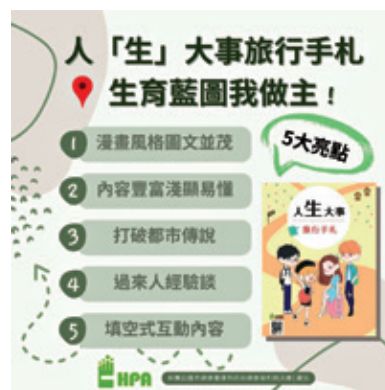 人「生」大事旅行手札
生育藍圖我做主！
5大亮點
1 漫畫風格圖文並茂
2 內容豐富淺顯易懂
3 打破都市傳說
4 過來人經驗談
5 填空式互動內容
人生大事
旅行手札
HPA